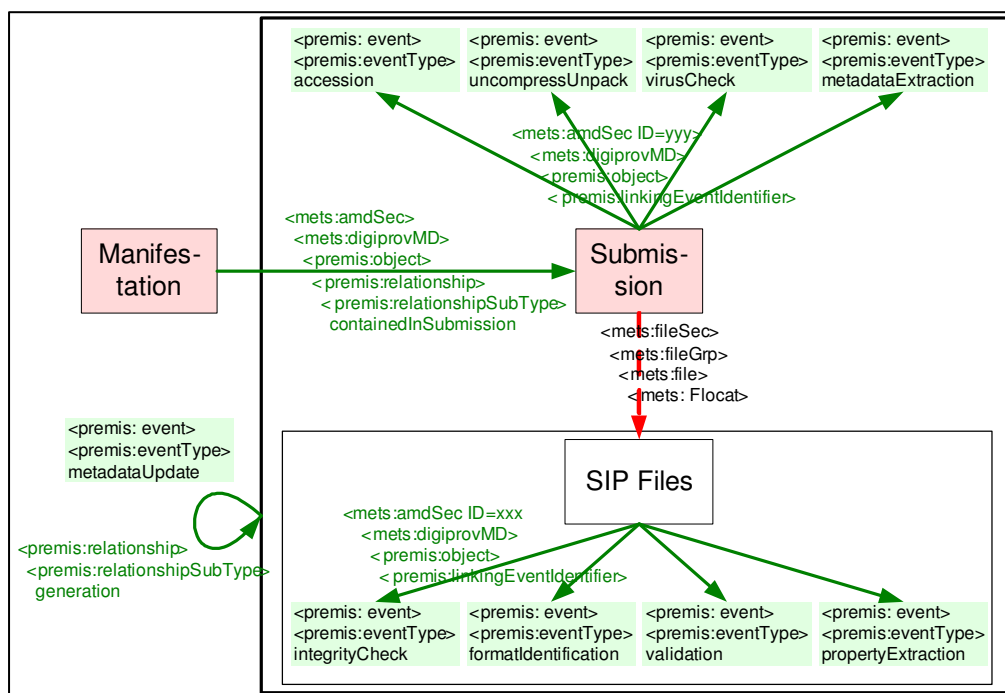 <premis: event>
<premis:eventType>
accession
<premis: event>
<premis:eventType>
uncompressUnpack
<premis: event>
<premis:eventType>
virusCheck
<premis: event>
<premis:eventType>
metadataExtraction
<mets:amdSec ID=yyy>
<mets:digiprovMD>
<premis:object>
< premis:linkingEventIdentifier>
<mets:amdSec>
<mets:digiprovMD>
<premis:object>
<premis:relationship>
< premis:relationshipSubType>
containedInSubmission
Manifes-
tation
Submis-
sion
<mets:fileSec>
<mets:fileGrp>
<mets:file>
<mets: Flocat>
<premis: event>
<premis:eventType>
metadataUpdate
<premis:relationship>
<premis:relationshipSubType>
generation
SIP Files
<mets:amdSec ID=xxx
<mets:digiprovMD>
<premis:object>
<premis:linkingEventIdentifier>
<premis: event>
<premis:eventType>
integrityCheck
<premis: event>
<premis:eventType>
formatIdentification
<premis: event>
<premis:eventType>
validation
<premis: event>
<premis:eventType>
propertyExtraction